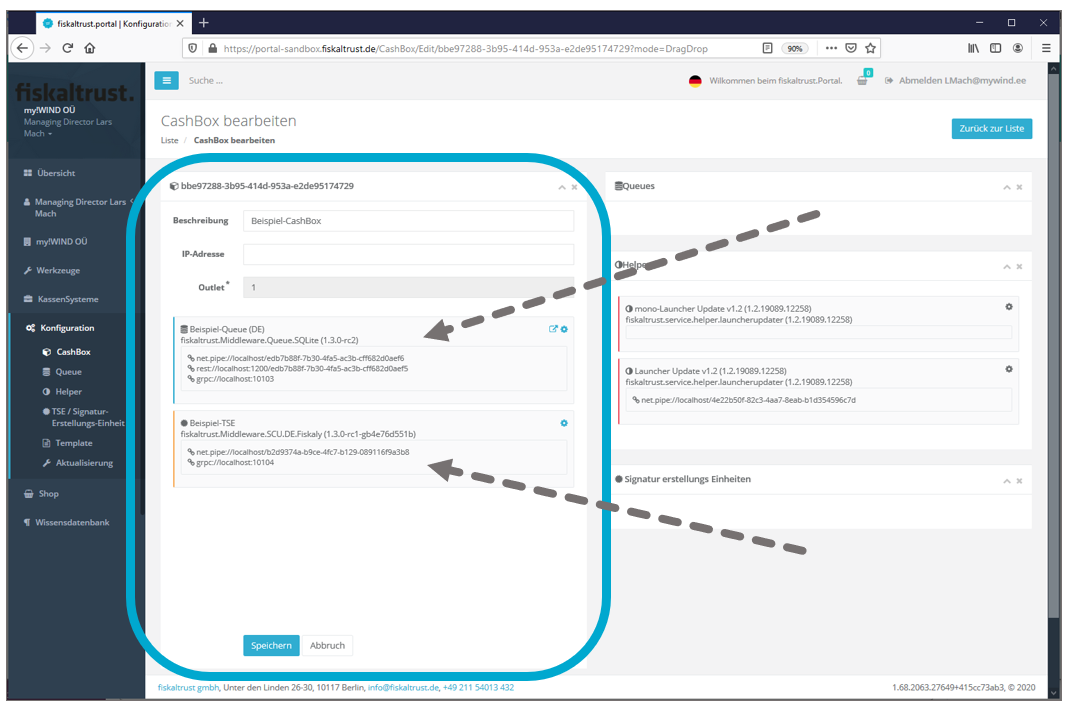 fiskaltrust.portal | Konfiguration
https://portal-sandbox.fiskaltrust.de/CashBox/Edit/bbe97288-3b95-414d-953a-e2de95174729?mode=DragDrop
90%
fiskaltrust.
my!WIND OÜ
Managing Director Lars
Mach
Übersicht
Managing Director Lars
Mach
my!WIND OÜ
Werkzeuge
KassenSysteme
Konfiguration
CashBox
Queue
Helper
TSE / Signatur-
Erstellungs-Einheit
Template
Aktualisierung
Shop
Wissensdatenbank
Suche ...
Wilkommen beim fiskaltrust.Portal.
0
Abmelden LMach@mywind.ee
CashBox bearbeiten
Liste / CashBox bearbeiten
Zurück zur Liste
bbe97288-3b95-414d-953a-e2de95174729
Beschreibung
Beispiel-CashBox
IP-Adresse
Outlet *
1
Beispiel-Queue (DE)
fiskaltrust.Middleware.Queue.SQLite (1.3.0-rc2)
net.pipe://localhost/edb7b88f-7b30-4fa5-ac3b-cff682d0aef6
rest://localhost:1200/edb7b88f-7b30-4fa5-ac3b-cff682d0aef5
grpc://localhost:10103
Beispiel-TSE
fiskaltrust.Middleware.SCU.DE.Fiskaly (1.3.0-rc1-gb4e76d551b)
net.pipe://localhost/b2d9374a-b9ce-4fc7-b129-089116f9a3b8
grpc://localhost:10104
Speichern
Abbruch
Queues
Helper
mono-Launcher Update v1.2 (1.2.19089.12258)
fiskaltrust.service.helper.launcherupdater (1.2.19089.12258)
Launcher Update v1.2 (1.2.19089.12258)
fiskaltrust.service.helper.launcherupdater (1.2.19089.12258)
net.pipe://localhost/4e22b50f-82c3-4aa7-8eab-b1d354596c7d
Signatur erstellungs Einheiten
fiskaltrust gmbh, Unter den Linden 26-30, 10117 Berlin, info@fiskaltrust.de, +49 211 54013 432
1.68.2063.27649+415cc73ab3, © 2020